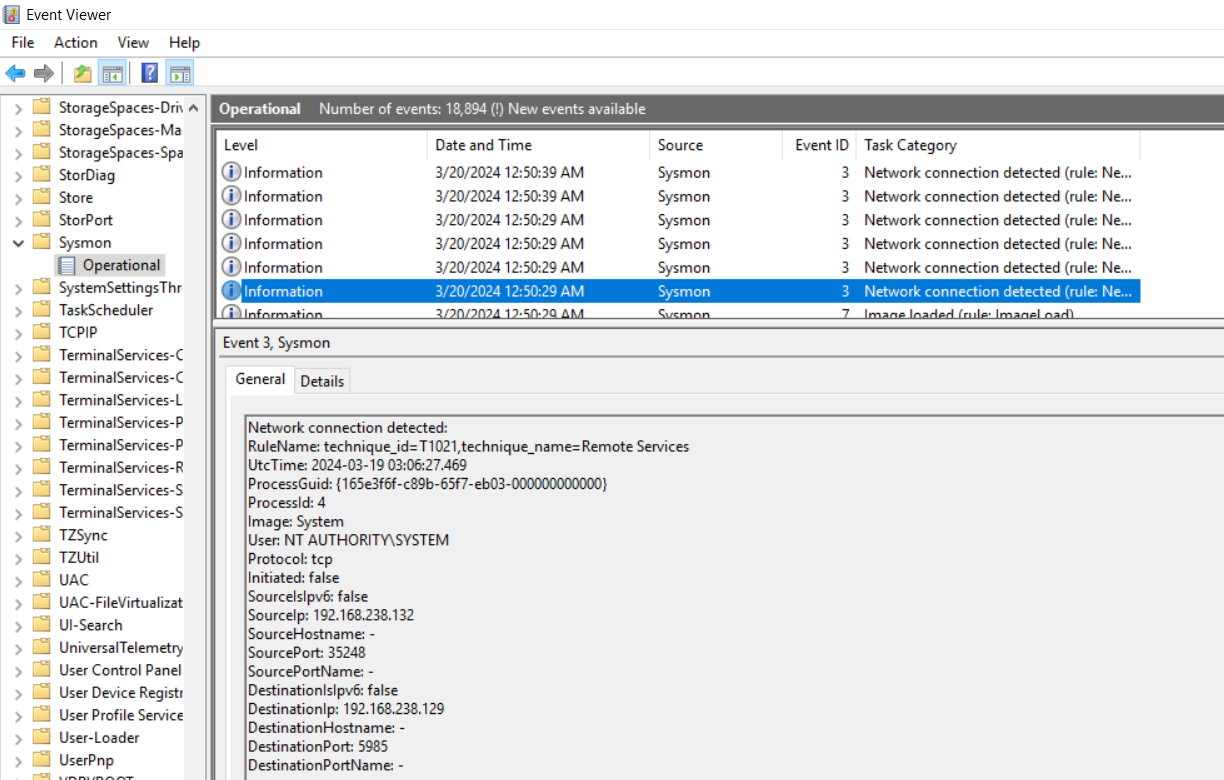 Event Viewer
File Action View Help
StorageSpaces-Driv
StorageSpaces-Ma
StorageSpaces-Spa
StorDiag
Store
StorPort
Sysmon
Operational
SystemSettingsThr
TaskScheduler
TCPIP
TerminalServices-C
TerminalServices-C
TerminalServices-L
TerminalServices-P
TerminalServices-P
TerminalServices-R
TerminalServices-S
TerminalServices-S
TZSync
TZUtil
UAC
UAC-FileVirtualizat
UI-Search
UniversalTelemetry
User Control Panel
User Device Registr
User Profile Service
User-Loader
UserPnp
Operational Number of events: 18,894 (!) New events available
Level Date and Time Source Event ID Task Category
Information 3/20/2024 12:50:39 AM Sysmon 3 Network connection detected (rule: Ne...
Information 3/20/2024 12:50:39 AM Sysmon 3 Network connection detected (rule: Ne...
Information 3/20/2024 12:50:29 AM Sysmon 3 Network connection detected (rule: Ne...
Information 3/20/2024 12:50:29 AM Sysmon 3 Network connection detected (rule: Ne...
Information 3/20/2024 12:50:29 AM Sysmon 3 Network connection detected (rule: Ne...
Information 3/20/2024 12:50:29 AM Sysmon 3 Network connection detected (rule: Ne...
Information 3/20/2024 12:50:29 AM Sysmon 7 Image loaded (rule: ImageLoad)
Event 3, Sysmon
General Details
Network connection detected:
RuleName: technique_id=T1021,technique_name=Remote Services
UtcTime: 2024-03-19 03:06:27.469
ProcessGuid: {165e3f6f-c89b-65f7-eb03-000000000000}
ProcessId: 4
Image: System
User: NT AUTHORITY\SYSTEM
Protocol: tcp
Initiated: false
SourceIsIpv6: false
SourceIp: 192.168.238.132
SourceHostname: -
SourcePort: 35248
SourcePortName: -
DestinationIsIpv6: false
DestinationIp: 192.168.238.129
DestinationHostname: -
DestinationPort: 5985
DestinationPortName: -